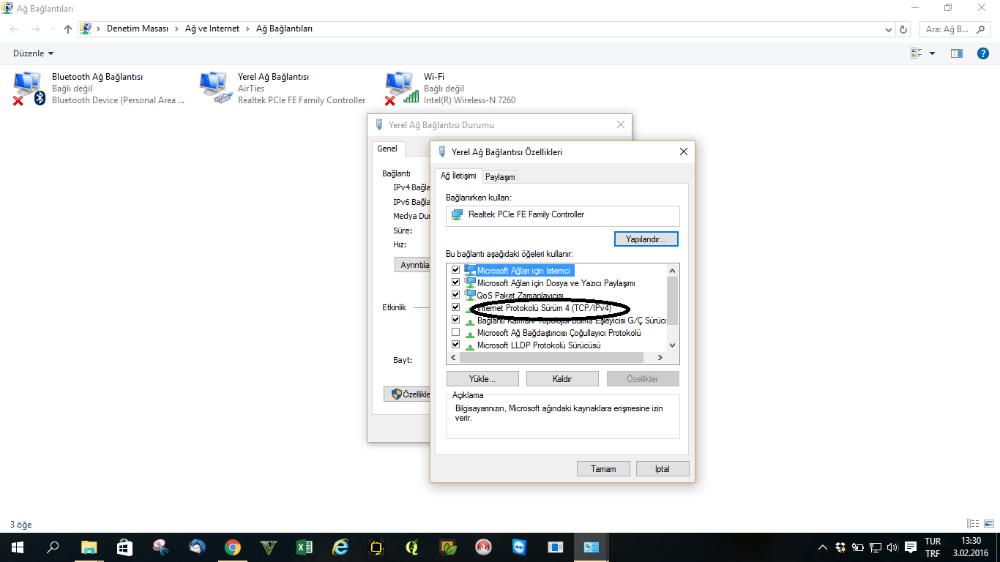 Ağ Bağlantıları
Denetim Masası > Ağ ve Internet > Ağ Bağlantıları
Ara: Ağ B...
Düzenle
Bluetooth Ağ Bağlantısı
Bağlı değil
Bluetooth Device (Personal Area ...
Yerel Ağ Bağlantısı
AirTies
Realtek PCIe FE Family Controller
Wi-Fi
Bağlı değil
Intel(R) Wireless-N 7260
Yerel Ağ Bağlantısı Durumu
Genel
Bağlantı
IPv4 Bağla
IPv6 Bağla
Medya Dur
Süre:
Hız:
Ayrıntıla
Etkinlik
Bayt:
Özellikle
Yerel Ağ Bağlantısı Özellikleri
Ağ İletişimi
Paylaşım
Bağlanırken kullan:
Realtek PCIe FE Family Controller
Yapılandır...
Bu bağlantı aşağıdaki öğeleri kullanır:
Microsoft Ağları için İstemci
Microsoft Ağları için Dosya ve Yazıcı Paylaşımı
QoS Paket Zamanlayıcısı
Internet Protokolü Sürüm 4 (TCP/IPv4)
Bağlantı Katmanı Topolojisi Bulma Eşleyicisi G/Ç Sürücü
Microsoft Ağ Bağdaştırıcısı Çoğullayıcı Protokolü
Microsoft LLDP Protokolü Sürücüsü
Yükle...
Kaldır
Özellikler
Açıklama
Bilgisayarınızın, Microsoft ağındaki kaynaklara erişmesine izin
verir.
Tamam
İptal
3 öğe
TUR
TRF
13:30
3.02.2016